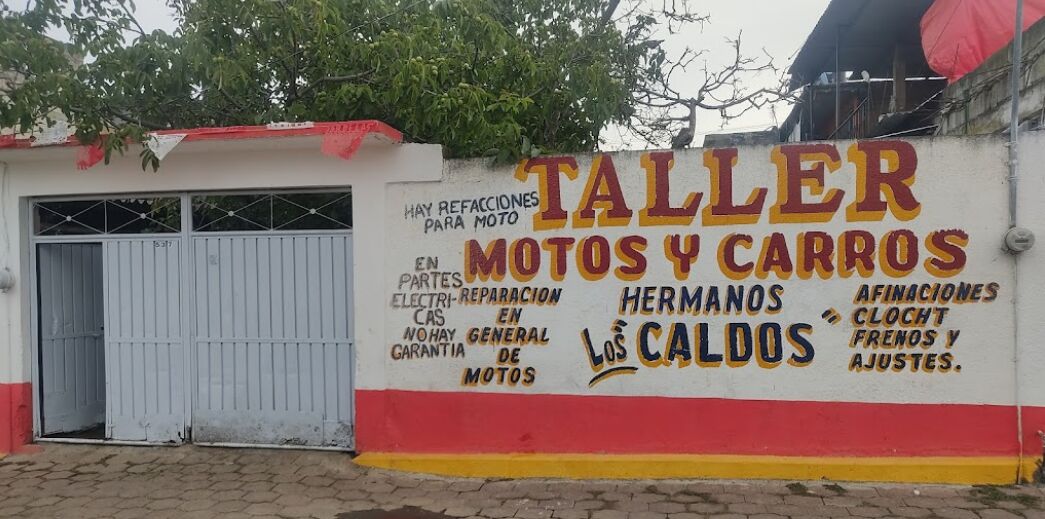 TALLER
MOTOS Y CARROS
HAY REFACCIONES
PARA MOTO
EN
PARTES
ELECTRI-
CAS
NO HAY
GARANTIA
REPARACION
EN
GENERAL
DE
MOTOS
HERMANOS
"LOS CALDOS"
AFINACIONES
CLOCHT
FRENOS Y
AJUSTES.